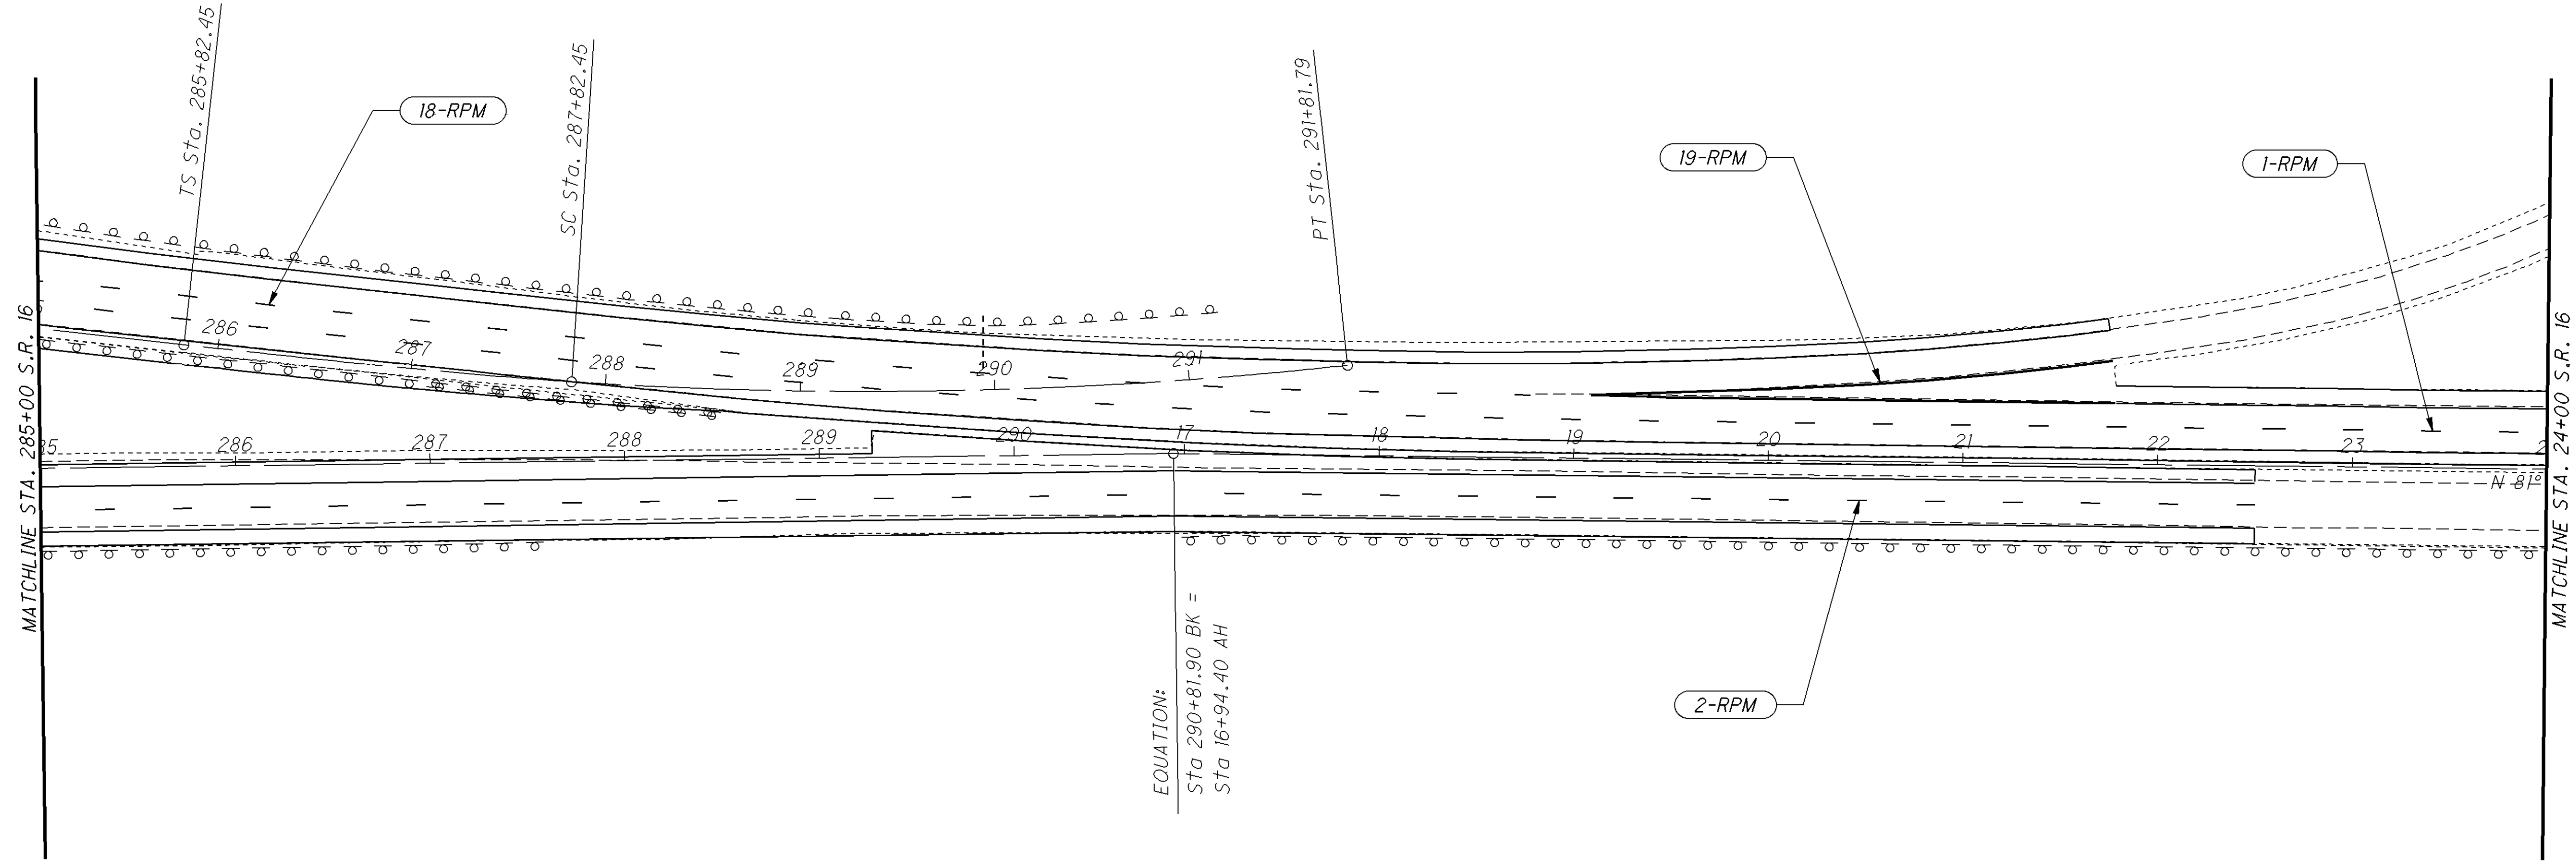 TS Sta. 285+82.45
18-RPM
SC Sta. 287+82.45
PT Sta. 291+81.79
19-RPM
1-RPM
MATCHLINE STA. 285+00 S.R. 16
286
287
288
289
290
291
85
286
287
288
289
290
17
18
19
20
21
22
23
2
N 81°
MATCHLINE STA. 24+00 S.R. 16
EQUATION:
Sta 290+81.90 BK =
Sta 16+94.40 AH
2-RPM